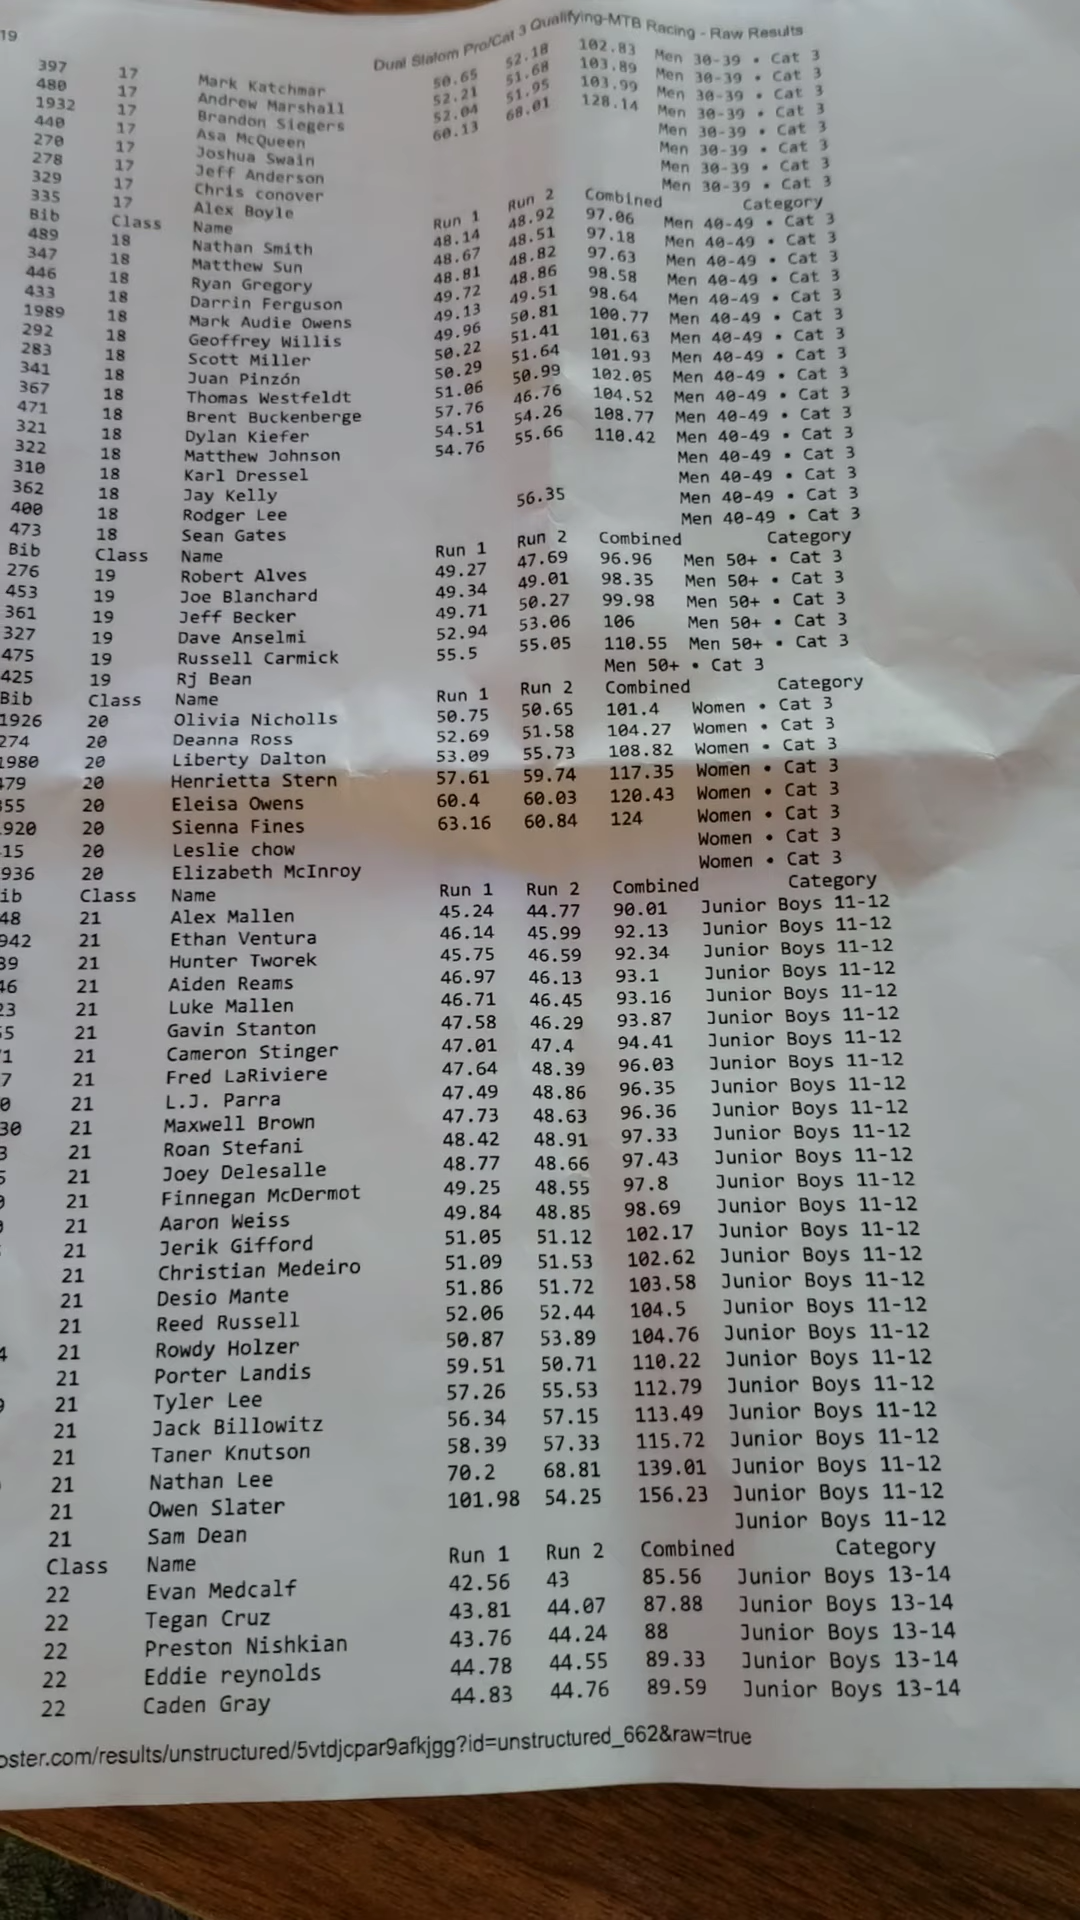 19 Dual Slalom Pro/Cat 3 Qualifying-MTB Racing - Raw Results
397 17 Mark Katchmar 50.65 52.18 102.83 Men 30-39 • Cat 3
480 17 Andrew Marshall 52.21 51.68 103.89 Men 30-39 • Cat 3
1932 17 Brandon Siegers 52.04 51.95 103.99 Men 30-39 • Cat 3
440 17 Asa McQueen 60.13 68.01 128.14 Men 30-39 • Cat 3
270 17 Joshua Swain Men 30-39 • Cat 3
278 17 Jeff Anderson Men 30-39 • Cat 3
329 17 Chris conover Men 30-39 • Cat 3
335 17 Alex Boyle Men 30-39 • Cat 3
Bib Class Name Run 1 Run 2 Combined Category
489 18 Nathan Smith 48.14 48.92 97.06 Men 40-49 • Cat 3
347 18 Matthew Sun 48.67 48.51 97.18 Men 40-49 • Cat 3
446 18 Ryan Gregory 48.81 48.82 97.63 Men 40-49 • Cat 3
433 18 Darrin Ferguson 49.72 48.86 98.58 Men 40-49 • Cat 3
1989 18 Mark Audie Owens 49.13 49.51 98.64 Men 40-49 • Cat 3
292 18 Geoffrey Willis 49.96 50.81 100.77 Men 40-49 • Cat 3
283 18 Scott Miller 50.22 51.41 101.63 Men 40-49 • Cat 3
341 18 Juan Pinzón 50.29 51.64 101.93 Men 40-49 • Cat 3
367 18 Thomas Westfeldt 51.06 50.99 102.05 Men 40-49 • Cat 3
471 18 Brent Buckenberge 57.76 46.76 104.52 Men 40-49 • Cat 3
321 18 Dylan Kiefer 54.51 54.26 108.77 Men 40-49 • Cat 3
322 18 Matthew Johnson 54.76 55.66 110.42 Men 40-49 • Cat 3
310 18 Karl Dressel Men 40-49 • Cat 3
362 18 Jay Kelly Men 40-49 • Cat 3
400 18 Rodger Lee 56.35 Men 40-49 • Cat 3
473 18 Sean Gates Men 40-49 • Cat 3
Bib Class Name Run 1 Run 2 Combined Category
276 19 Robert Alves 49.27 47.69 96.96 Men 50+ • Cat 3
453 19 Joe Blanchard 49.34 49.01 98.35 Men 50+ • Cat 3
361 19 Jeff Becker 49.71 50.27 99.98 Men 50+ • Cat 3
327 19 Dave Anselmi 52.94 53.06 106 Men 50+ • Cat 3
475 19 Russell Carmick 55.5 55.05 110.55 Men 50+ • Cat 3
425 19 Rj Bean Men 50+ • Cat 3
Bib Class Name Run 1 Run 2 Combined Category
1926 20 Olivia Nicholls 50.75 50.65 101.4 Women • Cat 3
274 20 Deanna Ross 52.69 51.58 104.27 Women • Cat 3
1980 20 Liberty Dalton 53.09 55.73 108.82 Women • Cat 3
479 20 Henrietta Stern 57.61 59.74 117.35 Women • Cat 3
355 20 Eleisa Owens 60.4 60.03 120.43 Women • Cat 3
920 20 Sienna Fines 63.16 60.84 124 Women • Cat 3
15 20 Leslie chow Women • Cat 3
936 20 Elizabeth McInroy Women • Cat 3
ib Class Name Run 1 Run 2 Combined Category
48 21 Alex Mallen 45.24 44.77 90.01 Junior Boys 11-12
942 21 Ethan Ventura 46.14 45.99 92.13 Junior Boys 11-12
39 21 Hunter Tworek 45.75 46.59 92.34 Junior Boys 11-12
46 21 Aiden Reams 46.97 46.13 93.1 Junior Boys 11-12
23 21 Luke Mallen 46.71 46.45 93.16 Junior Boys 11-12
5 21 Gavin Stanton 47.58 46.29 93.87 Junior Boys 11-12
1 21 Cameron Stinger 47.01 47.4 94.41 Junior Boys 11-12
7 21 Fred LaRiviere 47.64 48.39 96.03 Junior Boys 11-12
0 21 L.J. Parra 47.49 48.86 96.35 Junior Boys 11-12
30 21 Maxwell Brown 47.73 48.63 96.36 Junior Boys 11-12
3 21 Roan Stefani 48.42 48.91 97.33 Junior Boys 11-12
5 21 Joey Delesalle 48.77 48.66 97.43 Junior Boys 11-12
21 Finnegan McDermot 49.25 48.55 97.8 Junior Boys 11-12
21 Aaron Weiss 49.84 48.85 98.69 Junior Boys 11-12
21 Jerik Gifford 51.05 51.12 102.17 Junior Boys 11-12
21 Christian Medeiro 51.09 51.53 102.62 Junior Boys 11-12
21 Desio Mante 51.86 51.72 103.58 Junior Boys 11-12
21 Reed Russell 52.06 52.44 104.5 Junior Boys 11-12
4 21 Rowdy Holzer 50.87 53.89 104.76 Junior Boys 11-12
21 Porter Landis 59.51 50.71 110.22 Junior Boys 11-12
9 21 Tyler Lee 57.26 55.53 112.79 Junior Boys 11-12
21 Jack Billowitz 56.34 57.15 113.49 Junior Boys 11-12
21 Taner Knutson 58.39 57.33 115.72 Junior Boys 11-12
21 Nathan Lee 70.2 68.81 139.01 Junior Boys 11-12
21 Owen Slater 101.98 54.25 156.23 Junior Boys 11-12
21 Sam Dean Junior Boys 11-12
Class Name Run 1 Run 2 Combined Category
22 Evan Medcalf 42.56 43 85.56 Junior Boys 13-14
22 Tegan Cruz 43.81 44.07 87.88 Junior Boys 13-14
22 Preston Nishkian 43.76 44.24 88 Junior Boys 13-14
22 Eddie reynolds 44.78 44.55 89.33 Junior Boys 13-14
22 Caden Gray 44.83 44.76 89.59 Junior Boys 13-14
oster.com/results/unstructured/5vtdjcpar9afkjgg?id=unstructured_662&raw=true